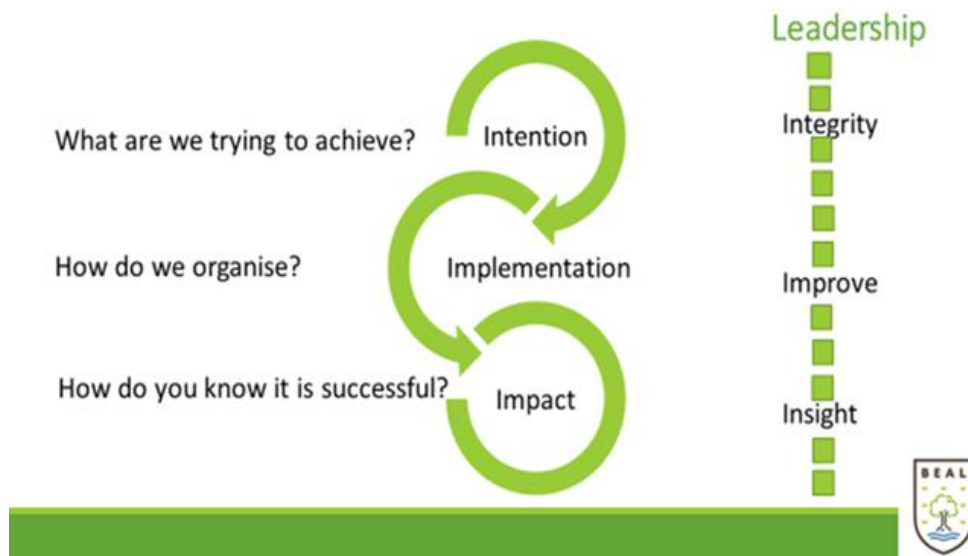 Leadership
What are we trying to achieve?
Intention
Integrity
How do we organise?
Implementation
Improve
How do you know it is successful?
Impact
Insight
BEAL